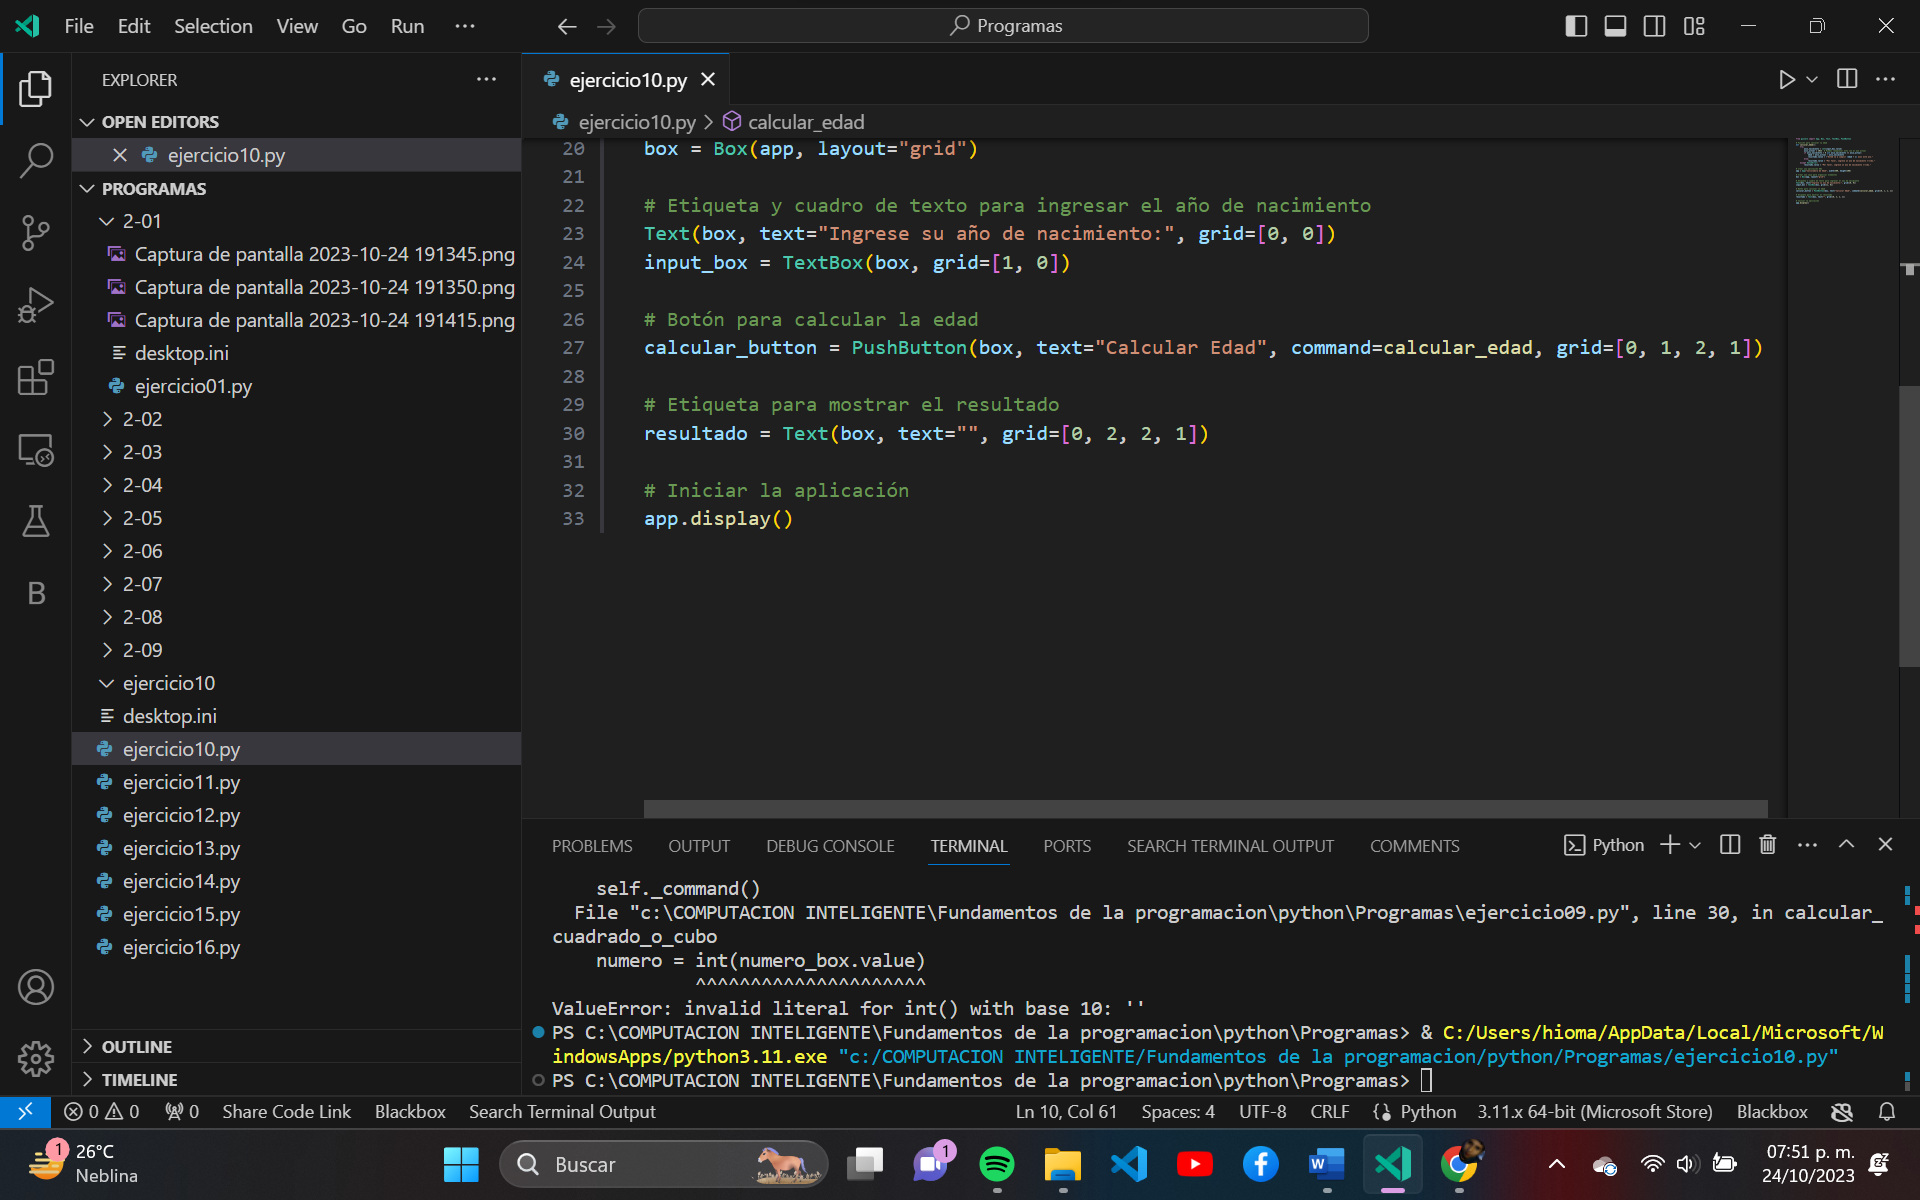 File Edit Selection View Go Run ···
Programas
EXPLORER
OPEN EDITORS
ejercicio10.py
PROGRAMAS
2-01
Captura de pantalla 2023-10-24 191345.png
Captura de pantalla 2023-10-24 191350.png
Captura de pantalla 2023-10-24 191415.png
desktop.ini
ejercicio01.py
2-02
2-03
2-04
2-05
2-06
2-07
2-08
2-09
ejercicio10
desktop.ini
ejercicio10.py
ejercicio11.py
ejercicio12.py
ejercicio13.py
ejercicio14.py
ejercicio15.py
ejercicio16.py
OUTLINE
TIMELINE
B
ejercicio10.py
ejercicio10.py > calcular_edad
20 box = Box(app, layout="grid")
21
22 # Etiqueta y cuadro de texto para ingresar el año de nacimiento
23 Text(box, text="Ingrese su año de nacimiento:", grid=[0, 0])
24 input_box = TextBox(box, grid=[1, 0])
25
26 # Botón para calcular la edad
27 calcular_button = PushButton(box, text="Calcular Edad", command=calcular_edad, grid=[0, 1, 2, 1])
28
29 # Etiqueta para mostrar el resultado
30 resultado = Text(box, text="", grid=[0, 2, 2, 1])
31
32 # Iniciar la aplicación
33 app.display()
PROBLEMS OUTPUT DEBUG CONSOLE TERMINAL PORTS SEARCH TERMINAL OUTPUT COMMENTS Python
self._command()
File "c:\COMPUTACION INTELIGENTE\Fundamentos de la programacion\python\Programas\ejercicio09.py", line 30, in calcular_
cuadrado_o_cubo
numero = int(numero_box.value)
^^^^^^^^^^^^^^^^^^^^^
ValueError: invalid literal for int() with base 10: ''
PS C:\COMPUTACION INTELIGENTE\Fundamentos de la programacion\python\Programas> & C:/Users/hioma/AppData/Local/Microsoft/W
indowsApps/python3.11.exe "c:/COMPUTACION INTELIGENTE/Fundamentos de la programacion/python/Programas/ejercicio10.py"
PS C:\COMPUTACION INTELIGENTE\Fundamentos de la programacion\python\Programas>
0 0 0 Share Code Link Blackbox Search Terminal Output Ln 10, Col 61 Spaces: 4 UTF-8 CRLF Python 3.11.x 64-bit (Microsoft Store) Blackbox
1 26°C
Neblina
Buscar
1
07:51 p. m.
24/10/2023